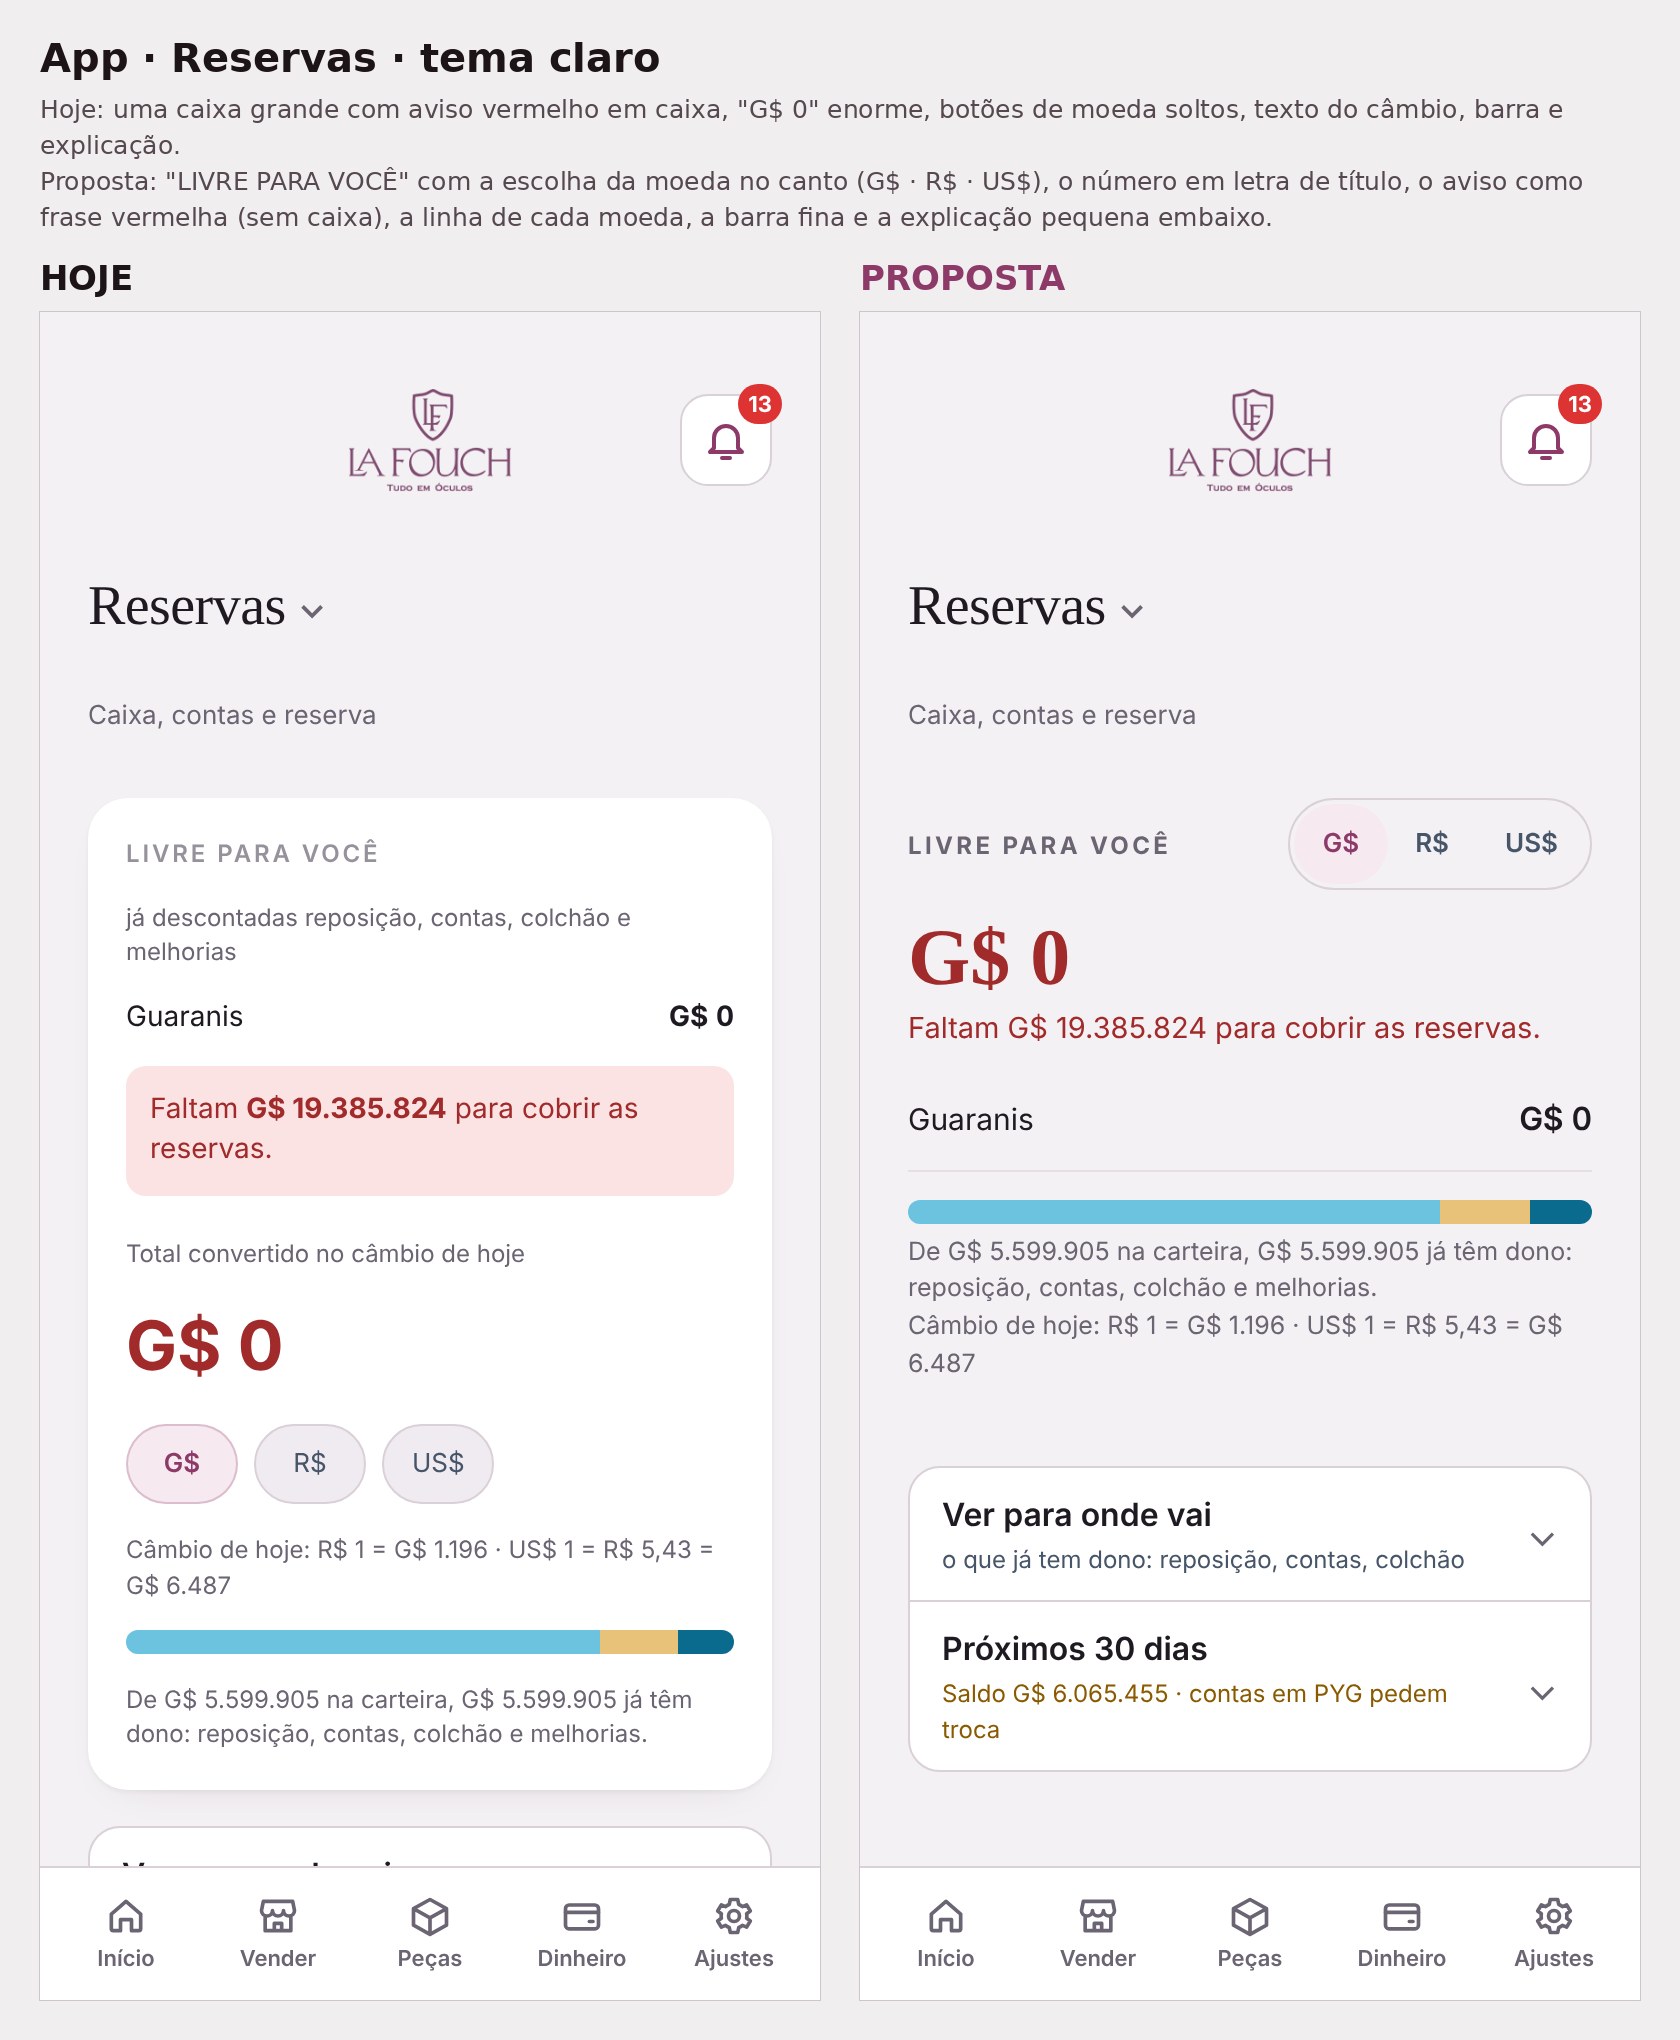 App · Reservas · tema claro
Hoje: uma caixa grande com aviso vermelho em caixa, "G$ 0" enorme, botões de moeda soltos, texto do câmbio, barra e
explicação.
Proposta: "LIVRE PARA VOCÊ" com a escolha da moeda no canto (G$ · R$ · US$), o número em letra de título, o aviso como
frase vermelha (sem caixa), a linha de cada moeda, a barra fina e a explicação pequena embaixo.
HOJE
LF
LA FOUCH
TUDO EM ÓCULOS
13
Reservas
Caixa, contas e reserva
LIVRE PARA VOCÊ
já descontadas reposição, contas, colchão e
melhorias
Guaranis G$ 0
Faltam G$ 19.385.824 para cobrir as
reservas.
Total convertido no câmbio de hoje
G$ 0
G$ R$ US$
Câmbio de hoje: R$ 1 = G$ 1.196 · US$ 1 = R$ 5,43 =
G$ 6.487
De G$ 5.599.905 na carteira, G$ 5.599.905 já têm
dono: reposição, contas, colchão e melhorias.
Início Vender Peças Dinheiro Ajustes
PROPOSTA
LF
LA FOUCH
TUDO EM ÓCULOS
13
Reservas
Caixa, contas e reserva
LIVRE PARA VOCÊ G$ R$ US$
G$ 0
Faltam G$ 19.385.824 para cobrir as reservas.
Guaranis G$ 0
De G$ 5.599.905 na carteira, G$ 5.599.905 já têm dono:
reposição, contas, colchão e melhorias.
Câmbio de hoje: R$ 1 = G$ 1.196 · US$ 1 = R$ 5,43 = G$
6.487
Ver para onde vai
o que já tem dono: reposição, contas, colchão
Próximos 30 dias
Saldo G$ 6.065.455 · contas em PYG pedem
troca
Início Vender Peças Dinheiro Ajustes